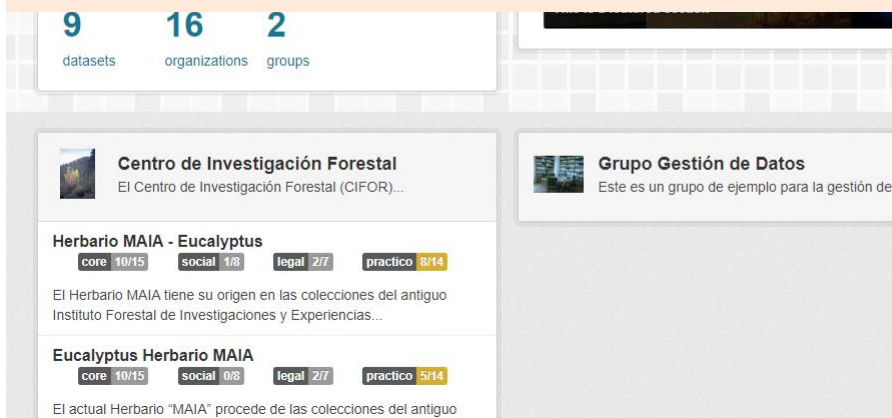 9 16 2
datasets organizations groups
Centro de Investigación Forestal
El Centro de Investigación Forestal (CIFOR)...
Grupo Gestión de Datos
Este es un grupo de ejemplo para la gestión de
Herbario MAIA - Eucalyptus
core 10/15 social 1/8 legal 2/7 practico 8/14
El Herbario MAIA tiene su origen en las colecciones del antiguo
Instituto Forestal de Investigaciones y Experiencias...
Eucalyptus Herbario MAIA
core 10/15 social 0/8 legal 2/7 practico 5/14
El actual Herbario “MAIA” procede de las colecciones del antiguo